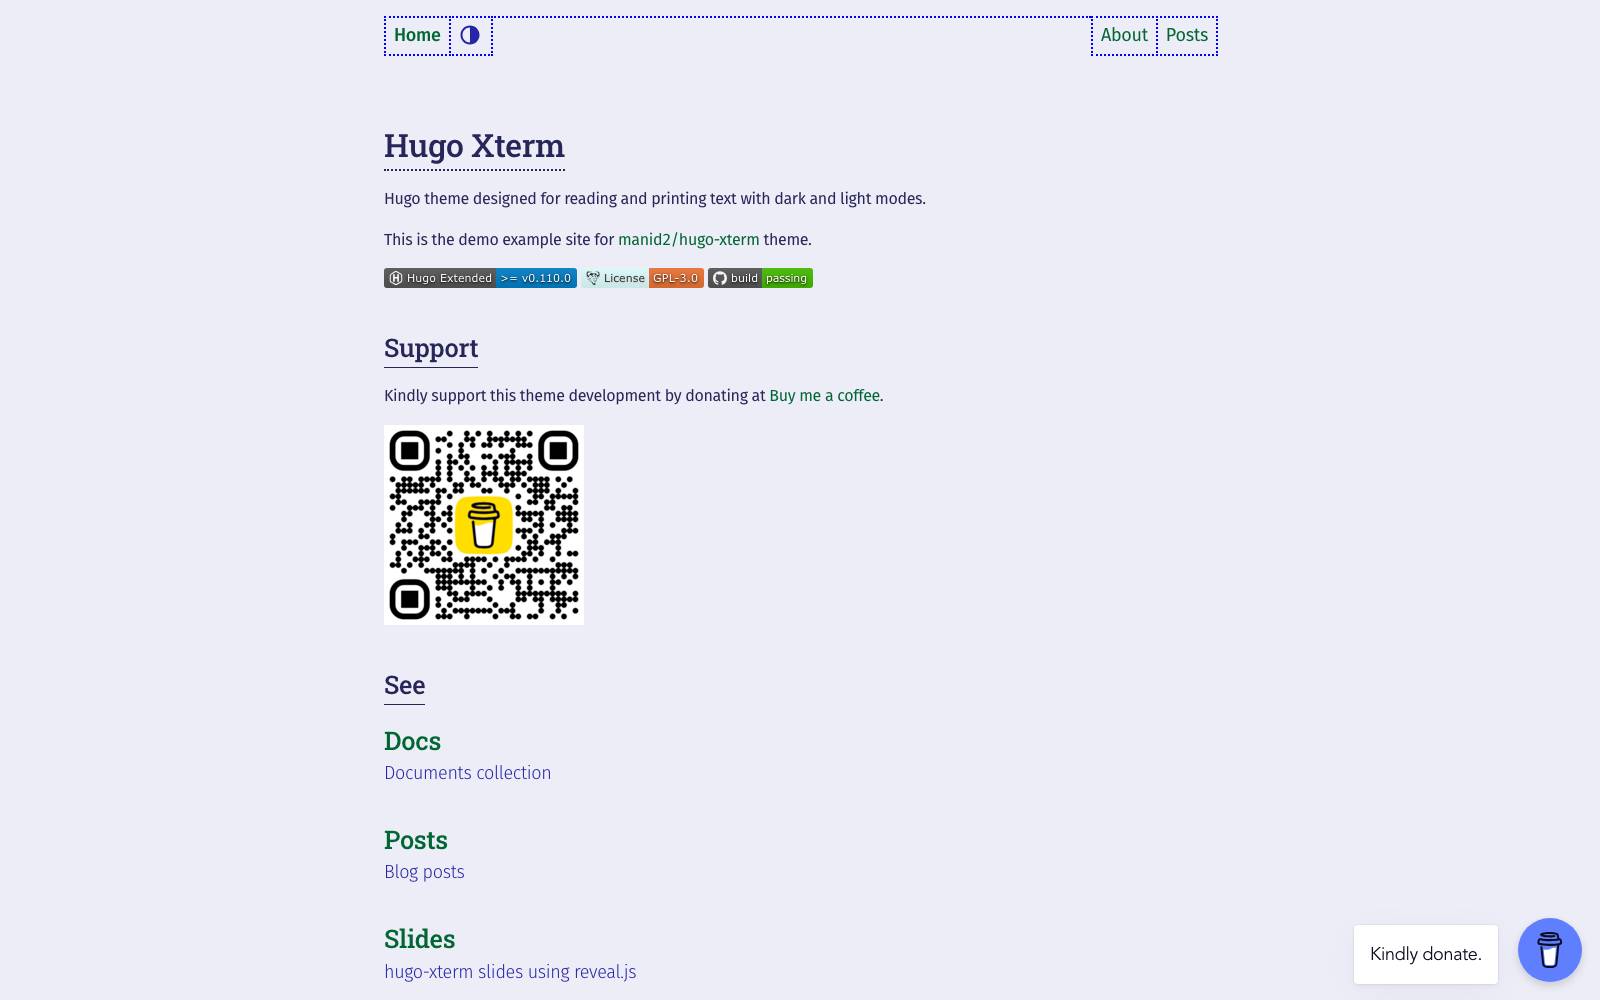 Home
About
Posts
Hugo Xterm
Hugo theme designed for reading and printing text with dark and light modes.
This is the demo example site for manid2/hugo-xterm theme.
Hugo Extended >= v0.110.0 License GPL-3.0 build passing
Support
Kindly support this theme development by donating at Buy me a coffee.
See
Docs
Documents collection
Posts
Blog posts
Slides
hugo-xterm slides using reveal.js
Kindly donate.